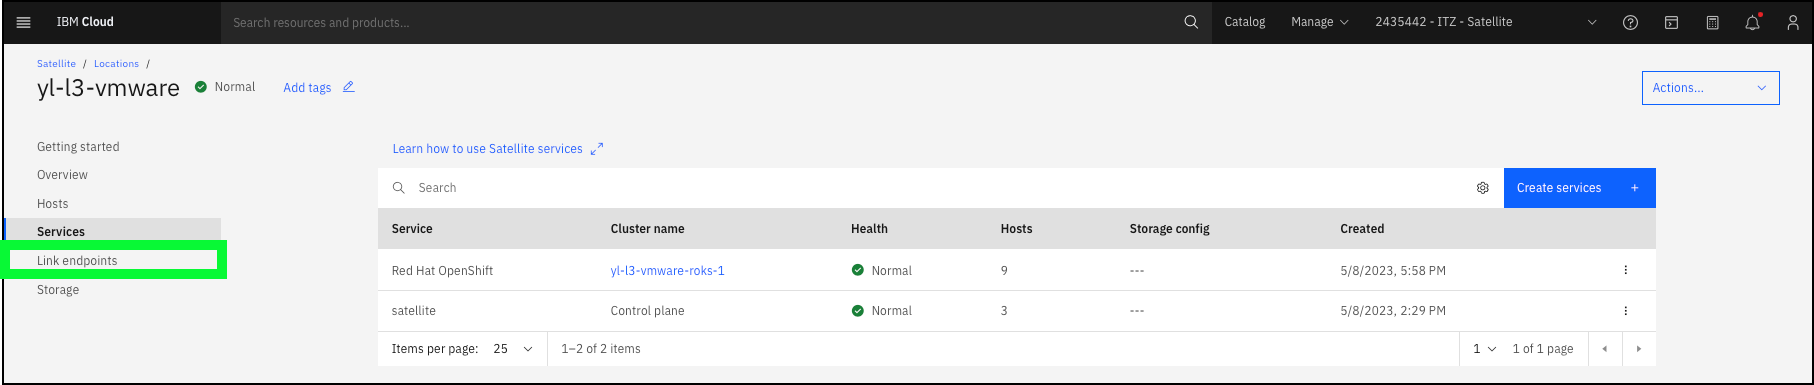 IBM Cloud
Search resources and products...
Catalog
Manage
2435442 - ITZ - Satellite
Satellite / Locations /
yl-l3-vmware
Normal
Add tags
Actions...
Getting started
Overview
Hosts
Services
Link endpoints
Storage
Learn how to use Satellite services
Search
Create services +
Service Cluster name Health Hosts Storage config Created
Red Hat OpenShift yl-l3-vmware-roks-1 Normal 9 --- 5/8/2023, 5:58 PM
satellite Control plane Normal 3 --- 5/8/2023, 2:29 PM
Items per page: 25 1–2 of 2 items 1 1 of 1 page